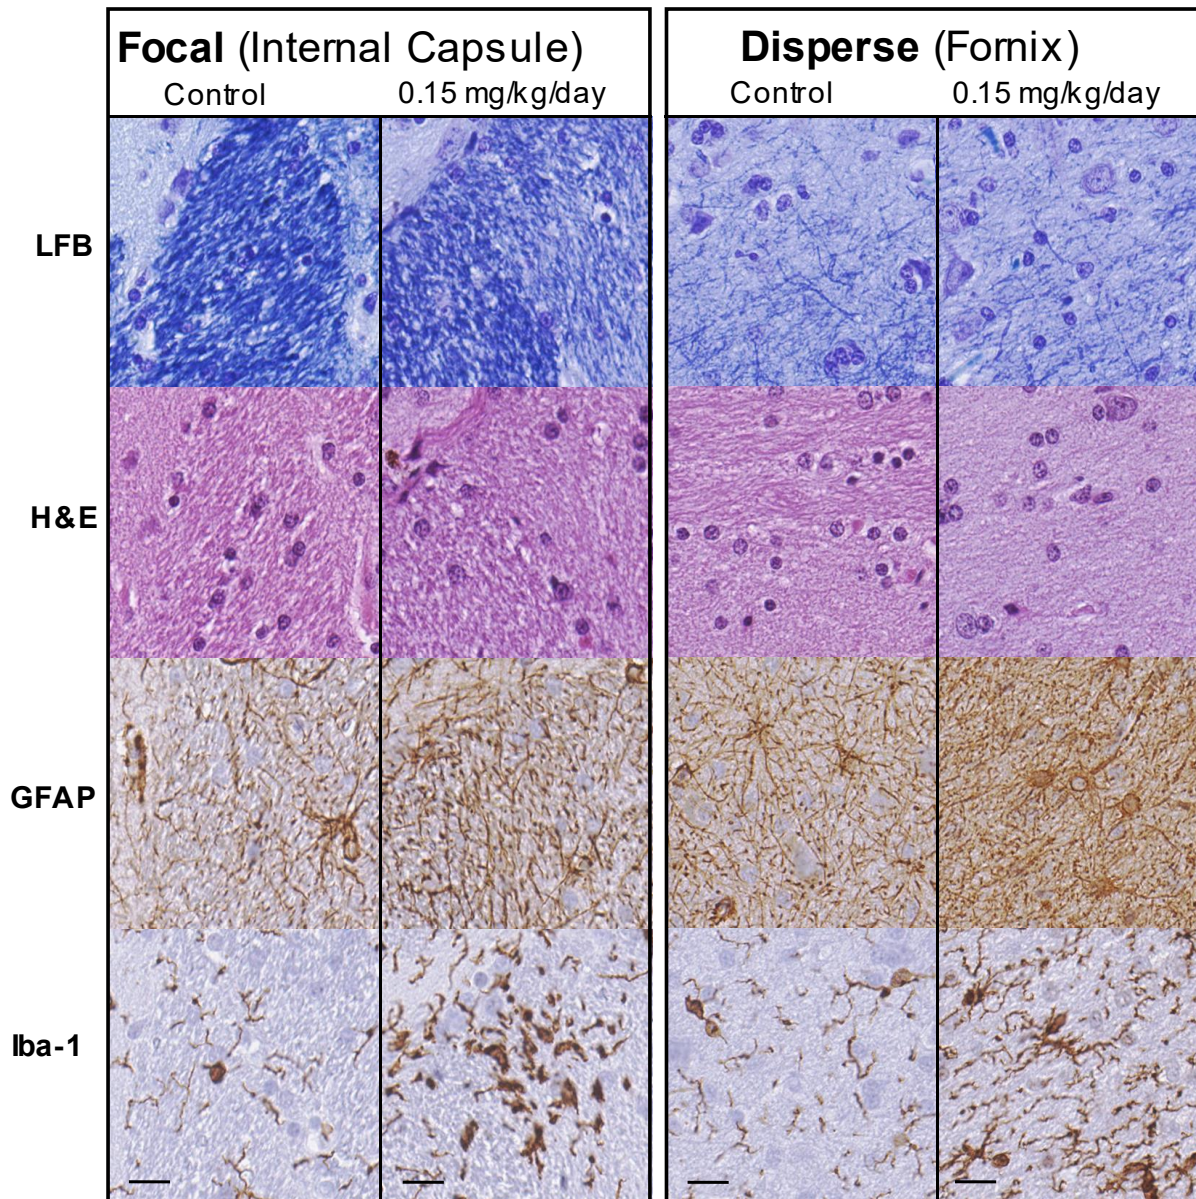 Focal (Internal Capsule)
Control 0.15 mg/kg/day
Disperse (Fornix)
Control 0.15 mg/kg/day
LFB
H&E
GFAP
Iba-1